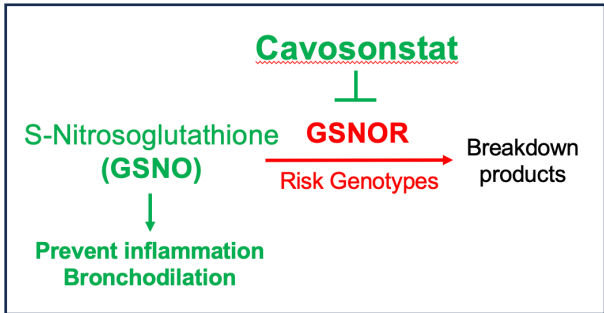 Cavosonstat
S-Nitrosoglutathione
(GSNO)
GSNOR
Risk Genotypes
Breakdown
products
Prevent inflammation
Bronchodilation